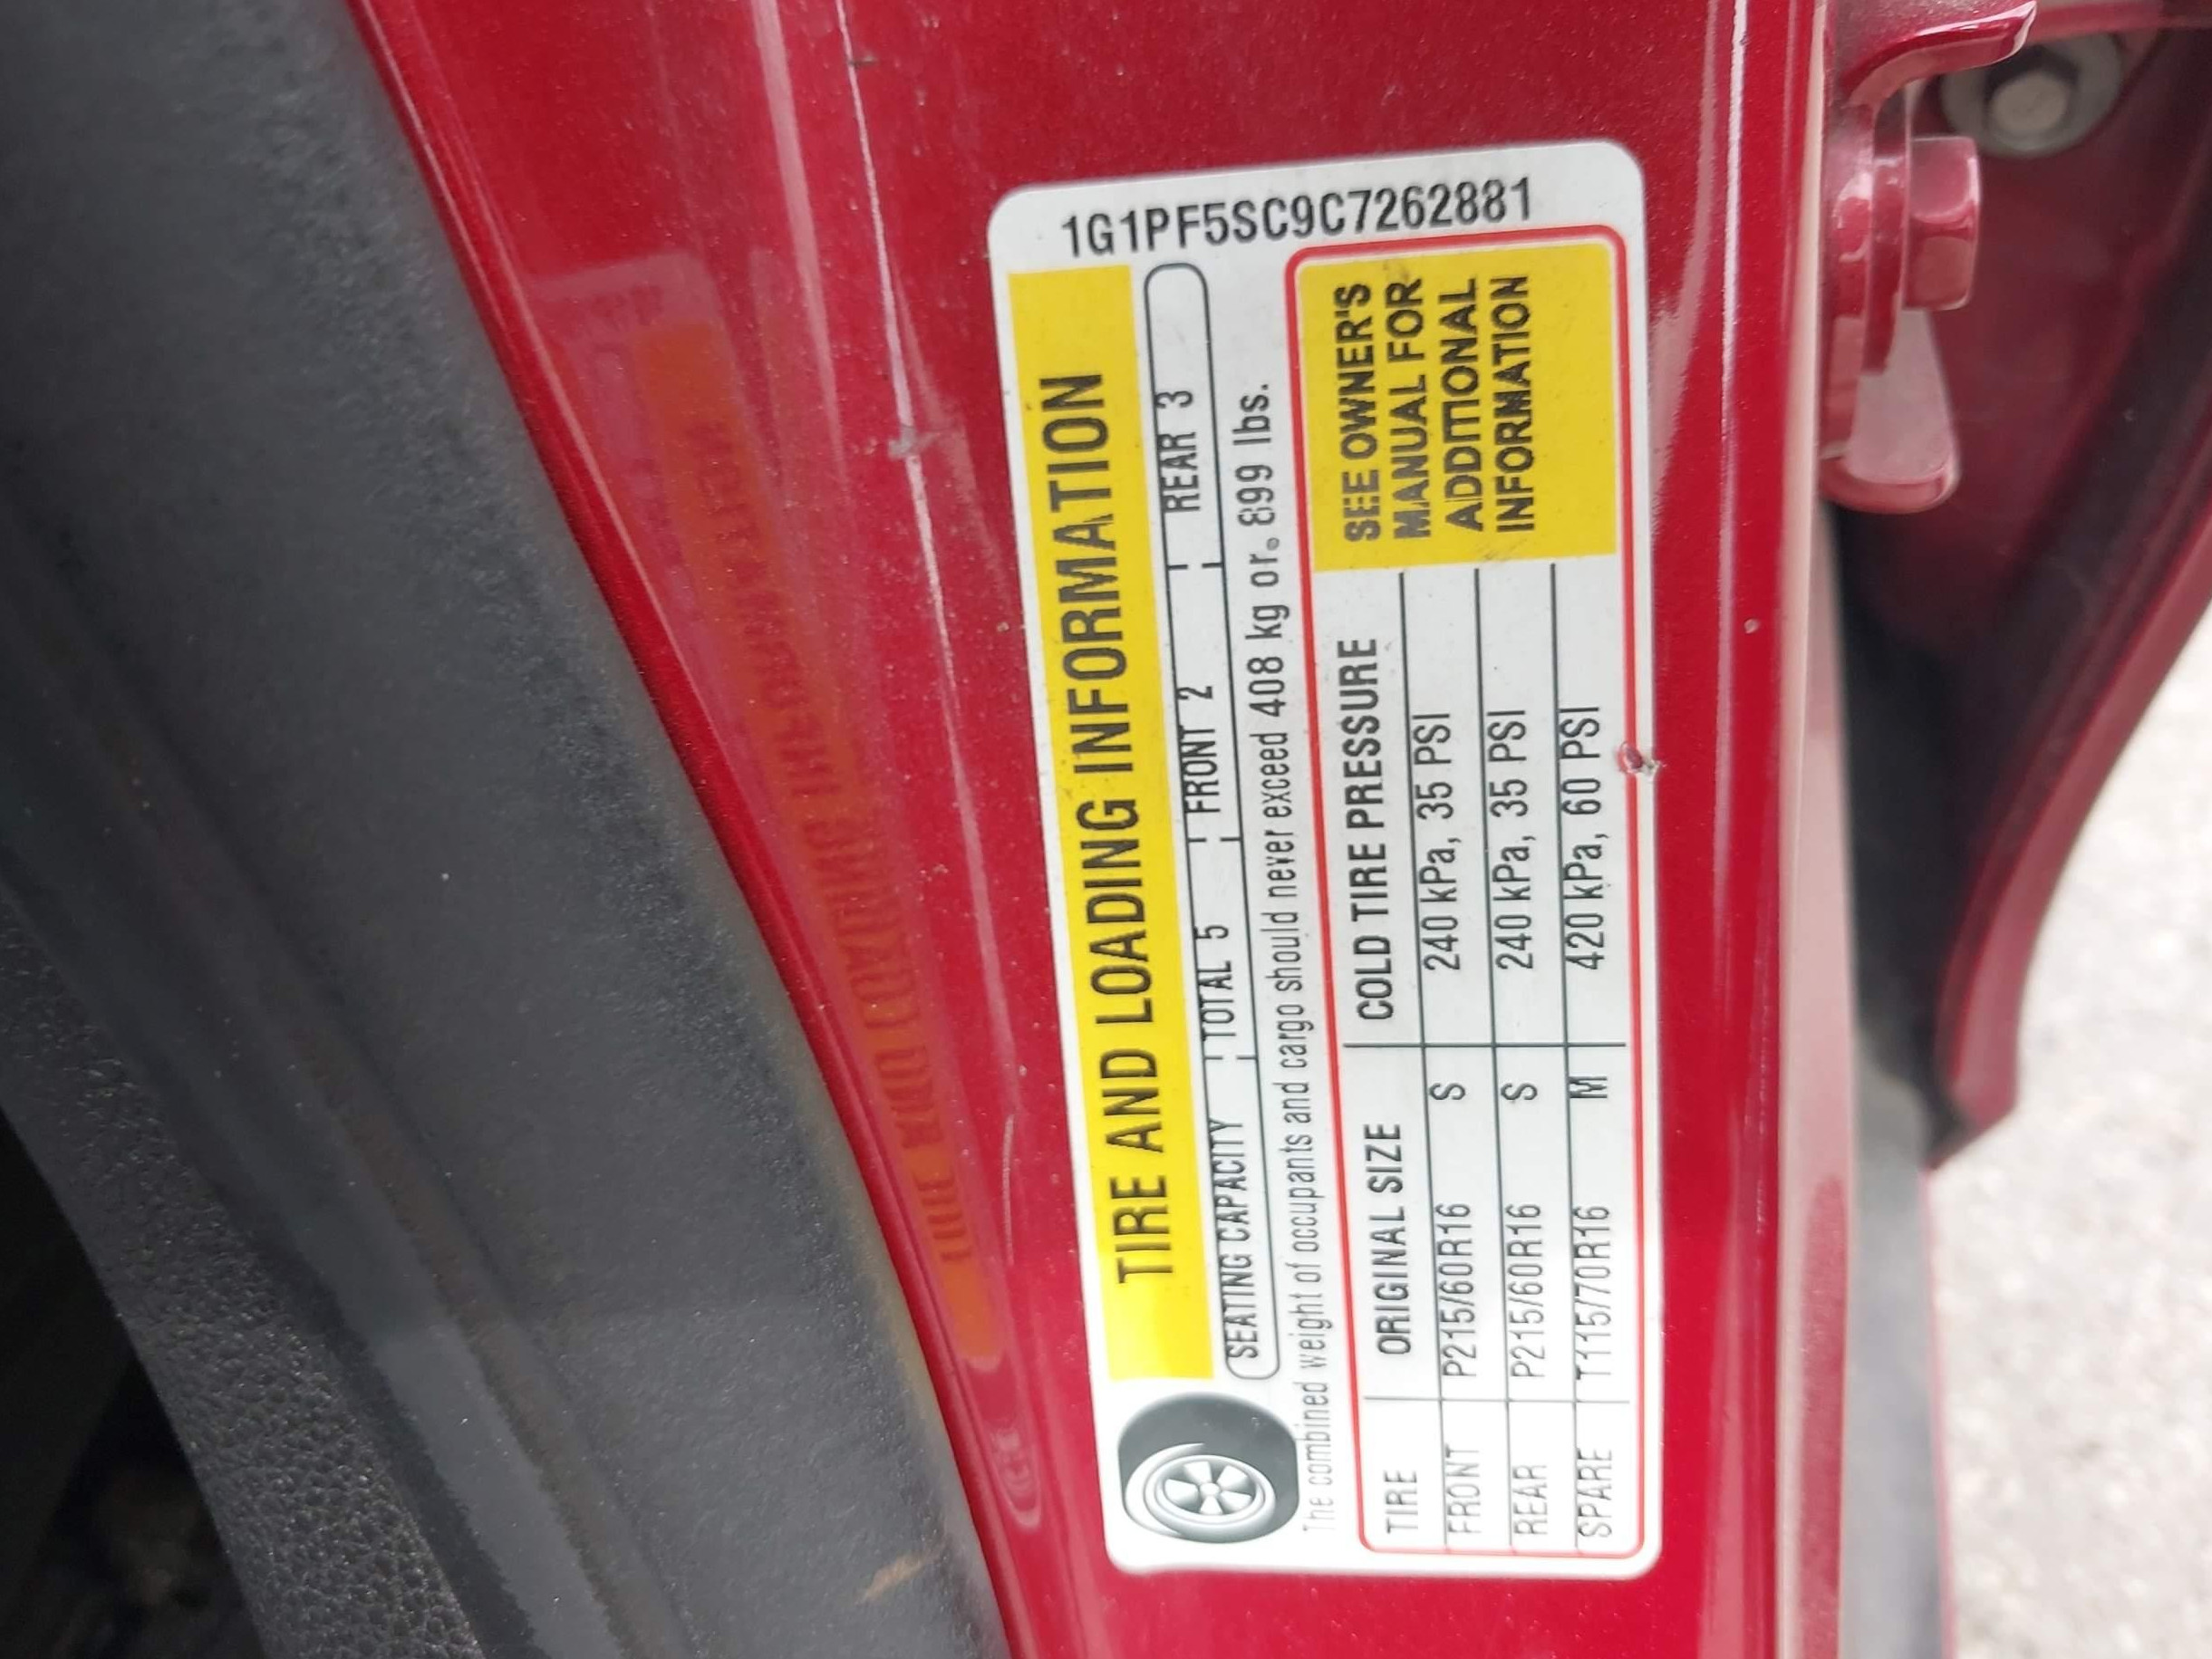 1G1PF5SC9C7262881
TIRE AND LOADING INFORMATION
SEATING CAPACITY TOTAL 5 FRONT 2 REAR 3
The combined weight of occupants and cargo should never exceed 408 kg or 899 lbs.
TIRE ORIGINAL SIZE COLD TIRE PRESSURE
FRONT P215/60R16 S 240 kPa, 35 PSI
REAR P215/60R16 S 240 kPa, 35 PSI
SPARE T115/70R16 M 420 kPa, 60 PSI
SEE OWNER'S
MANUAL FOR
ADDITIONAL
INFORMATION